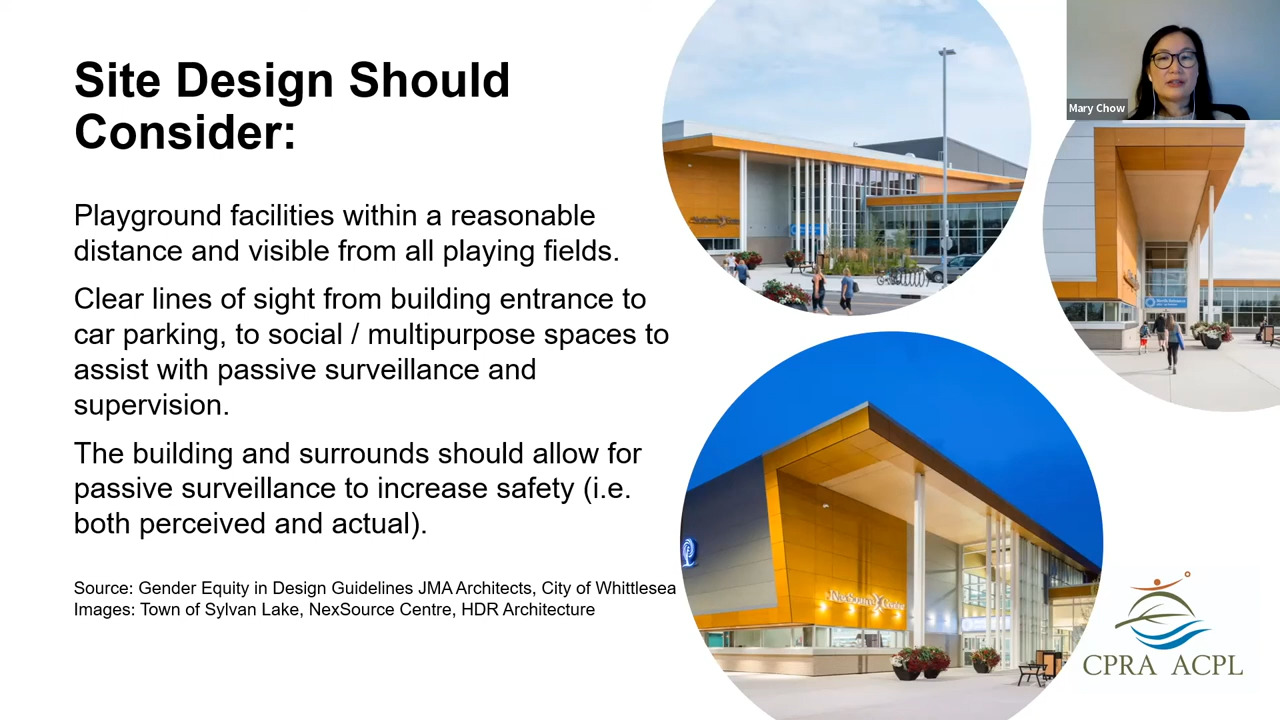 Site Design Should
Consider:
Playground facilities within a reasonable
distance and visible from all playing fields.
Clear lines of sight from building entrance to
car parking, to social / multipurpose spaces to
assist with passive surveillance and
supervision.
The building and surrounds should allow for
passive surveillance to increase safety (i.e.
both perceived and actual).
Source: Gender Equity in Design Guidelines JMA Architects, City of Whittlesea
Images: Town of Sylvan Lake, NexSource Centre, HDR Architecture
Mary Chow
NexSource Centre
CPRA ACPL